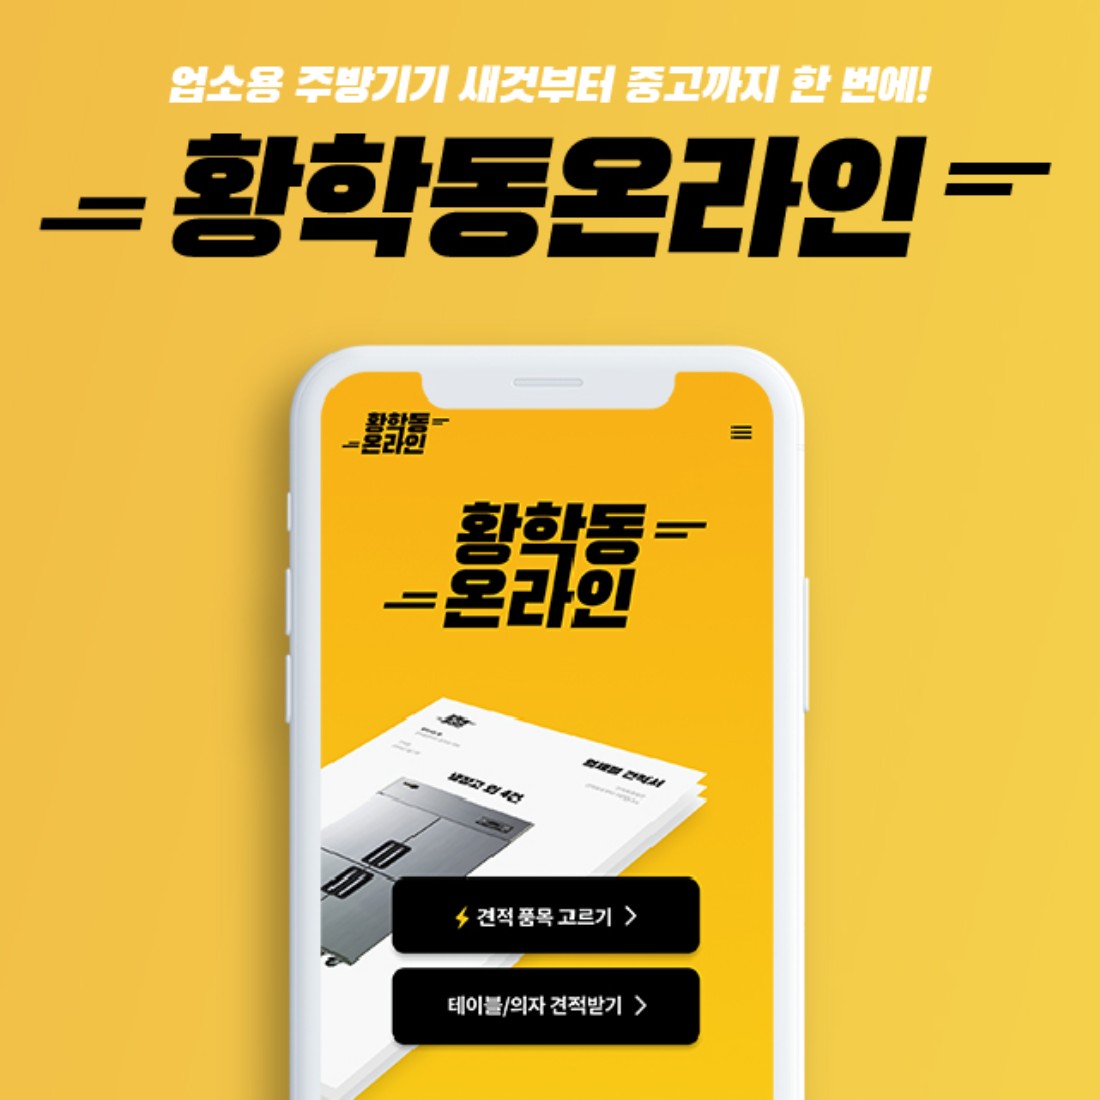 업소용 주방기기 새것부터 중고까지 한 번에!
황학동온라인
황학동
온라인
황학동
온라인
업체별 견적서
냉장고 외 4건
⚡ 견적 품목 고르기 >
테이블/의자 견적받기 >